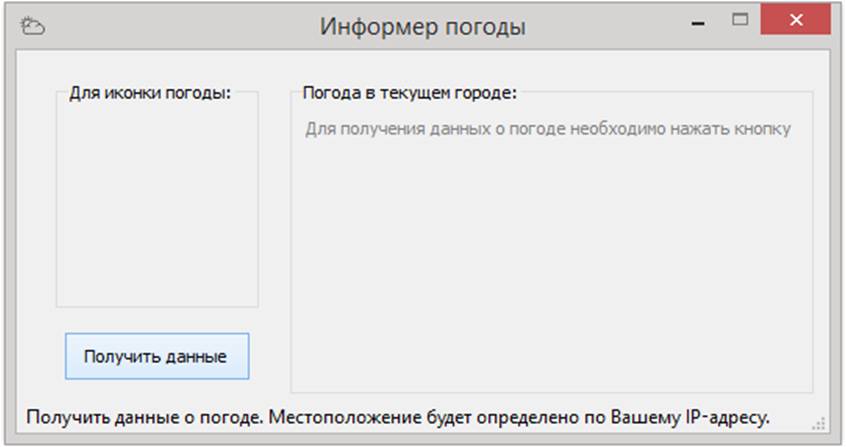 Информер погоды
Для иконки погоды:
Погода в текущем городе:
Для получения данных о погоде необходимо нажать кнопку
Получить данные
Получить данные о погоде. Местоположение будет определено по Вашему IP-адресу.